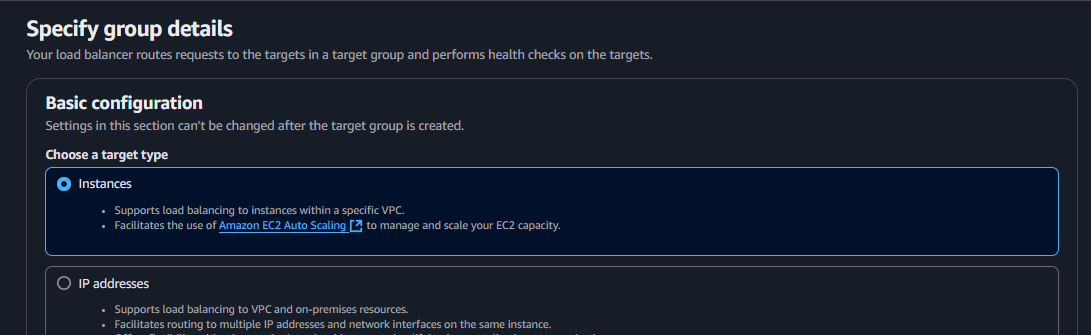 Specify group details
Your load balancer routes requests to the targets in a target group and performs health checks on the targets.
Basic configuration
Settings in this section can't be changed after the target group is created.
Choose a target type
Instances
Supports load balancing to instances within a specific VPC.
Facilitates the use of Amazon EC2 Auto Scaling to manage and scale your EC2 capacity.
IP addresses
Supports load balancing to VPC and on-premises resources.
Facilitates routing to multiple IP addresses and network interfaces on the same instance.